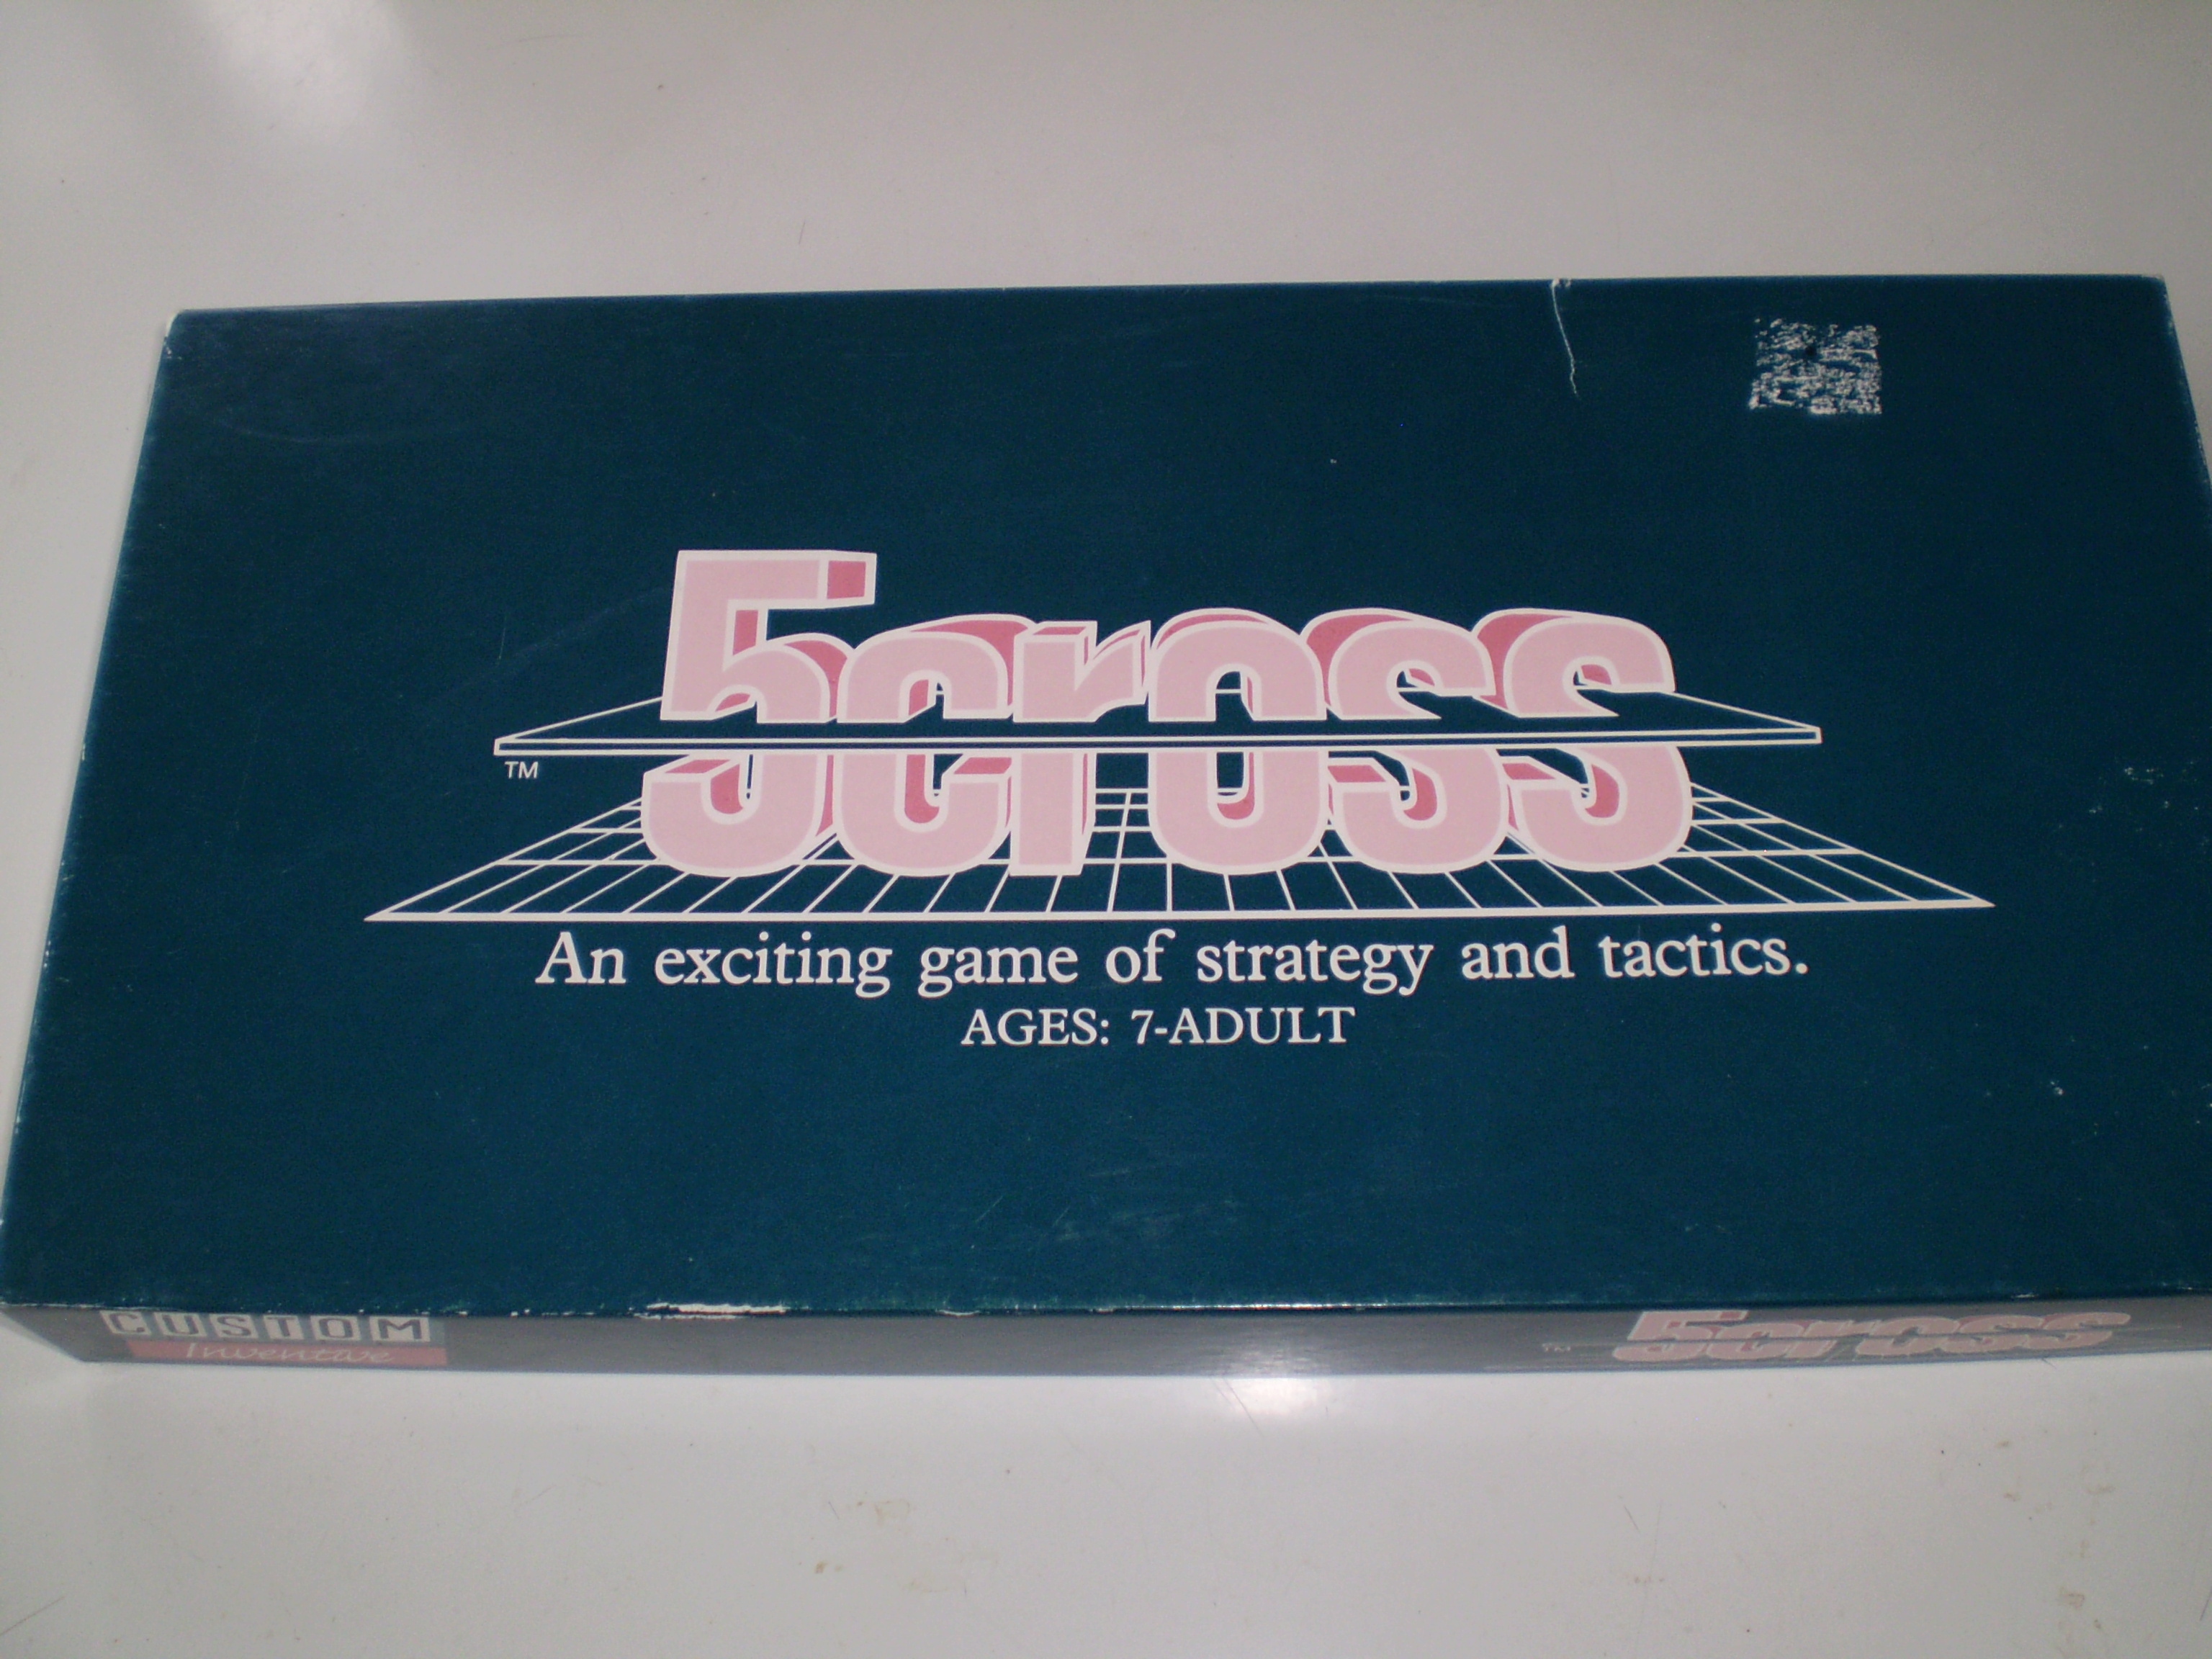 5cross
TM
An exciting game of strategy and tactics.
AGES: 7-ADULT
CUSTOM
Inventive
TM
5cross